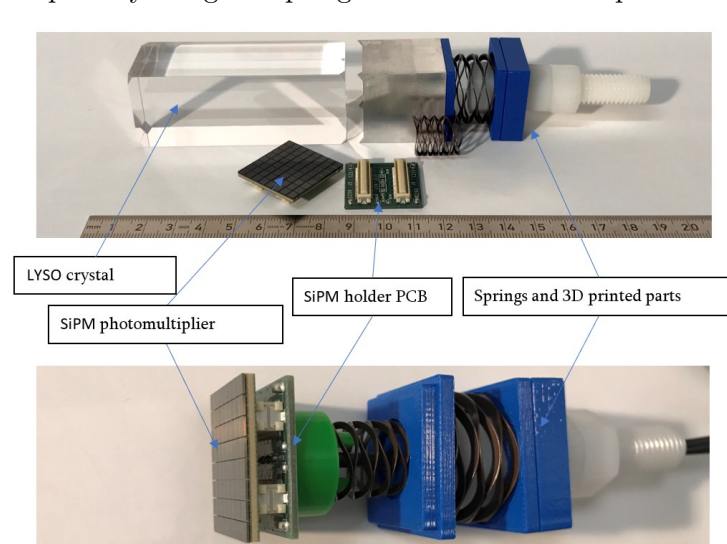 mm 1 2 3 4 5 6 7 8 9 10 11 12 13 14 15 16 17 18 19 20
LYSO crystal
SiPM holder PCB
Springs and 3D printed parts
SiPM photomultiplier